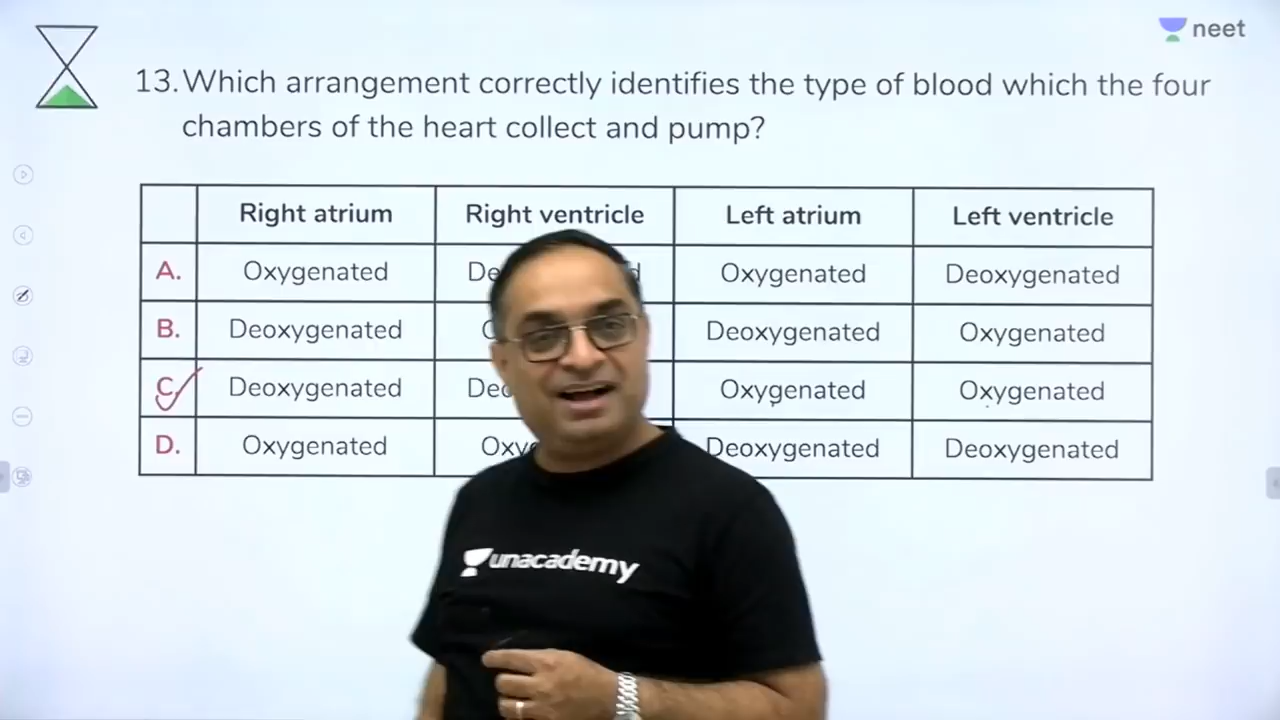 neet
13. Which arrangement correctly identifies the type of blood which the four
chambers of the heart collect and pump?
Right atrium Right ventricle Left atrium Left ventricle
A. Oxygenated Oxygenated Deoxygenated
B. Deoxygenated Deoxygenated Oxygenated
C. Deoxygenated Oxygenated Oxygenated
D. Oxygenated Deoxygenated Deoxygenated
unacademy